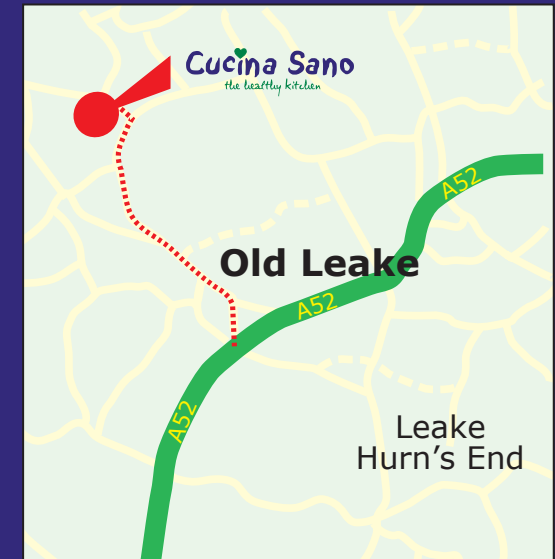 Cucina Sano
the healthy kitchen
A52
Old Leake
A52
A52
Leake
Hurn's End